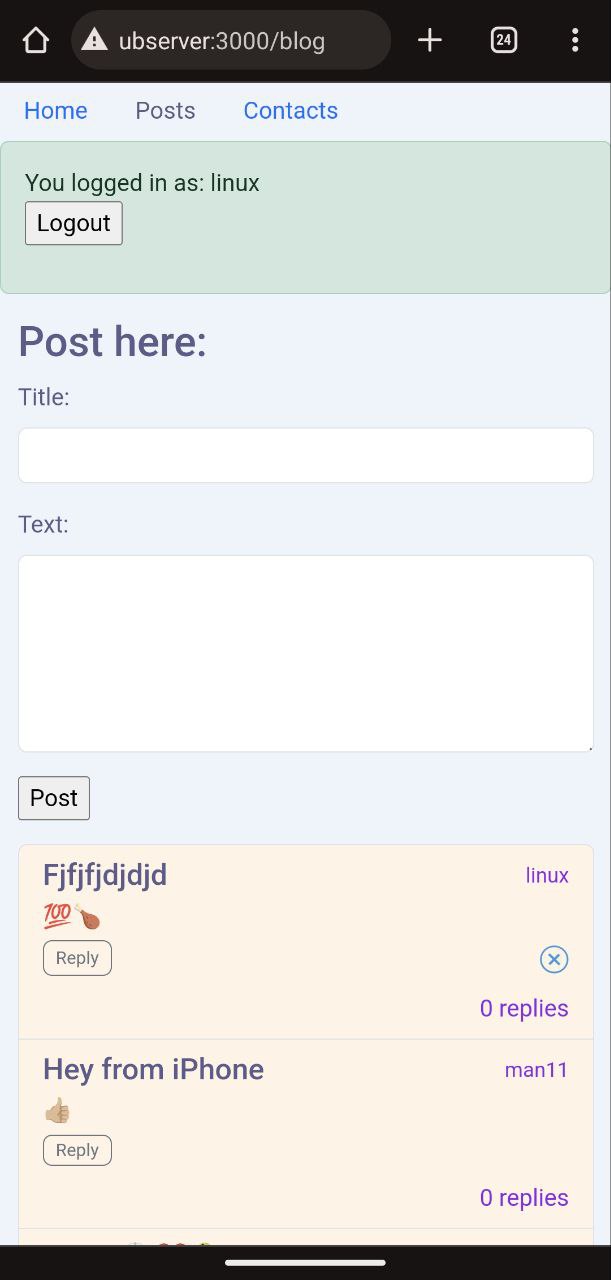 ubserver:3000/blog
24
Home Posts Contacts
You logged in as: linux
Logout
Post here:
Title:
Text:
Post
Fjfjfjdjdjd linux
💯🍗
Reply
0 replies
Hey from iPhone man11
👍🏼
Reply
0 replies